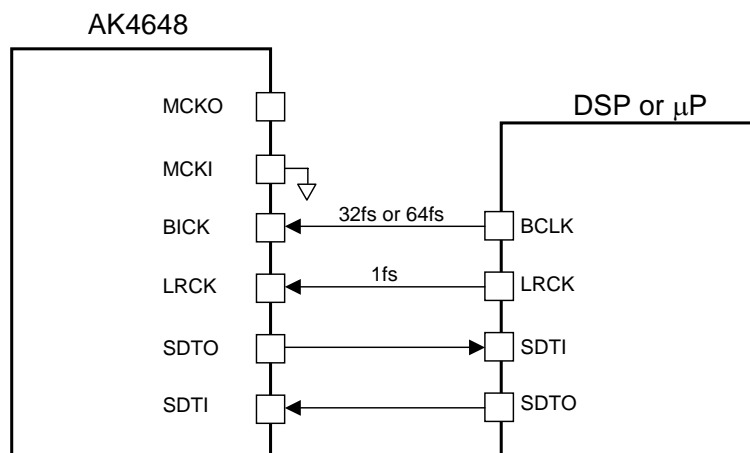 AK4648
DSP or μP
MCKO
MCKI
BICK
32fs or 64fs
BCLK
LRCK
1fs
LRCK
SDTO
SDTI
SDTI
SDTO